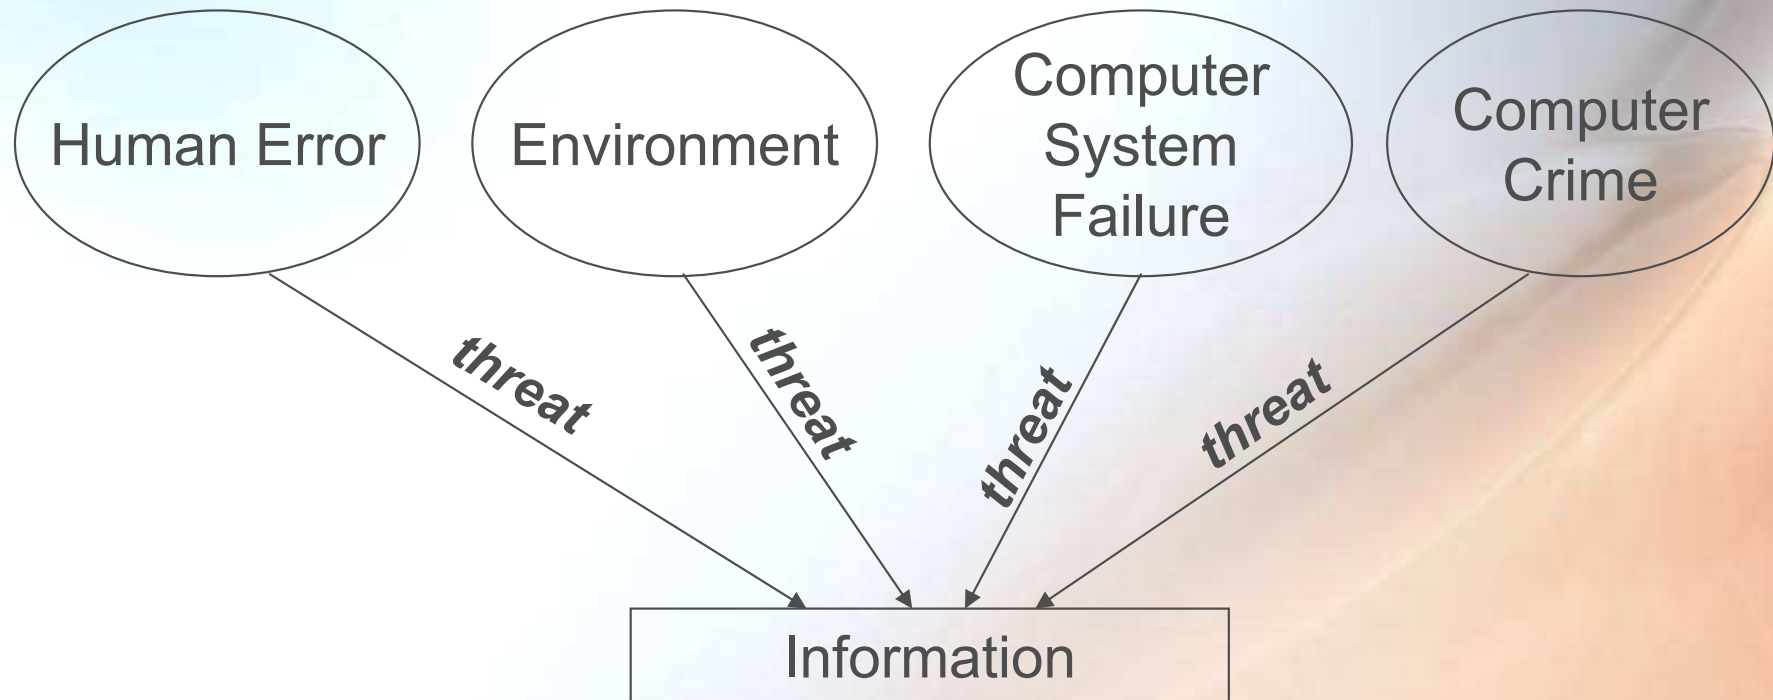 Human Error
Environment
Computer
System
Failure
Computer
Crime
threat
threat
threat
threat
Information